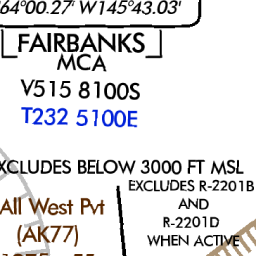 64°00.27' W145°43.03'
FAIRBANKS
MCA
V515 8100S
T232 5100E
XCLUDES BELOW 3000 FT MSL
EXCLUDES R-2201B
AND
R-2201D
WHEN ACTIVE
All West Pvt
(AK77)